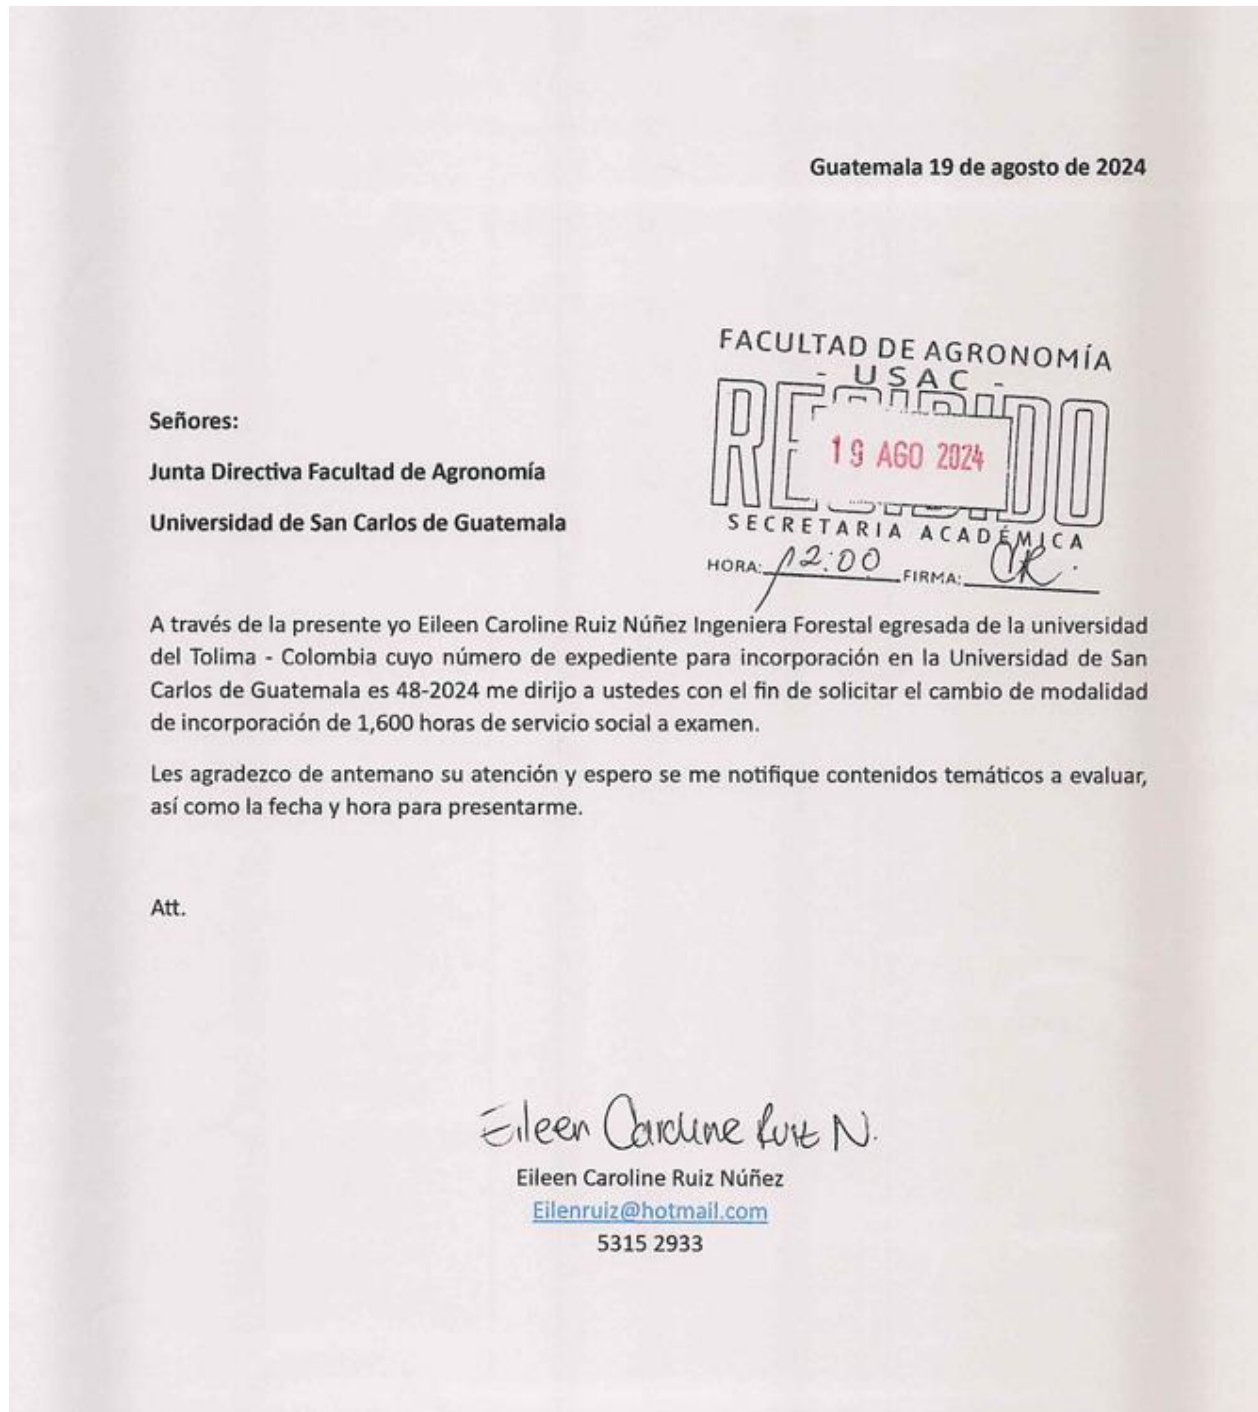 Guatemala 19 de agosto de 2024
FACULTAD DE AGRONOMÍA
- USAC -
RECIBIDO
19 AGO 2024
SECRETARIA ACADÉMICA
HORA: 12:00 FIRMA: CR.
Señores:
Junta Directiva Facultad de Agronomía
Universidad de San Carlos de Guatemala
A través de la presente yo Eileen Caroline Ruiz Núñez Ingeniera Forestal egresada de la universidad
del Tolima - Colombia cuyo número de expediente para incorporación en la Universidad de San
Carlos de Guatemala es 48-2024 me dirijo a ustedes con el fin de solicitar el cambio de modalidad
de incorporación de 1,600 horas de servicio social a examen.
Les agradezco de antemano su atención y espero se me notifique contenidos temáticos a evaluar,
así como la fecha y hora para presentarme.
Att.
Eileen Caroline Ruiz N.
Eileen Caroline Ruiz Núñez
Eilenruiz@hotmail.com
5315 2933